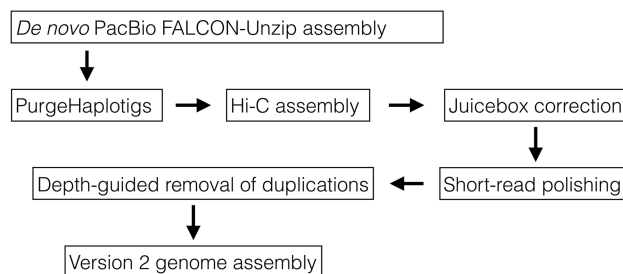 De novo PacBio FALCON-Unzip assembly
PurgeHaplotigs
Hi-C assembly
Juicebox correction
Short-read polishing
Depth-guided removal of duplications
Version 2 genome assembly